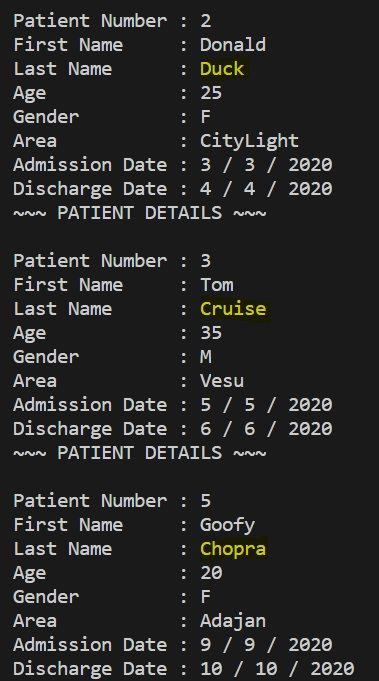 Patient Number : 2
First Name     : Donald
Last Name      : Duck
Age            : 25
Gender         : F
Area           : CityLight
Admission Date : 3 / 3 / 2020
Discharge Date : 4 / 4 / 2020
~~~ PATIENT DETAILS ~~~

Patient Number : 3
First Name     : Tom
Last Name      : Cruise
Age            : 35
Gender         : M
Area           : Vesu
Admission Date : 5 / 5 / 2020
Discharge Date : 6 / 6 / 2020
~~~ PATIENT DETAILS ~~~

Patient Number : 5
First Name     : Goofy
Last Name      : Chopra
Age            : 20
Gender         : F
Area           : Adajan
Admission Date : 9 / 9 / 2020
Discharge Date : 10 / 10 / 2020